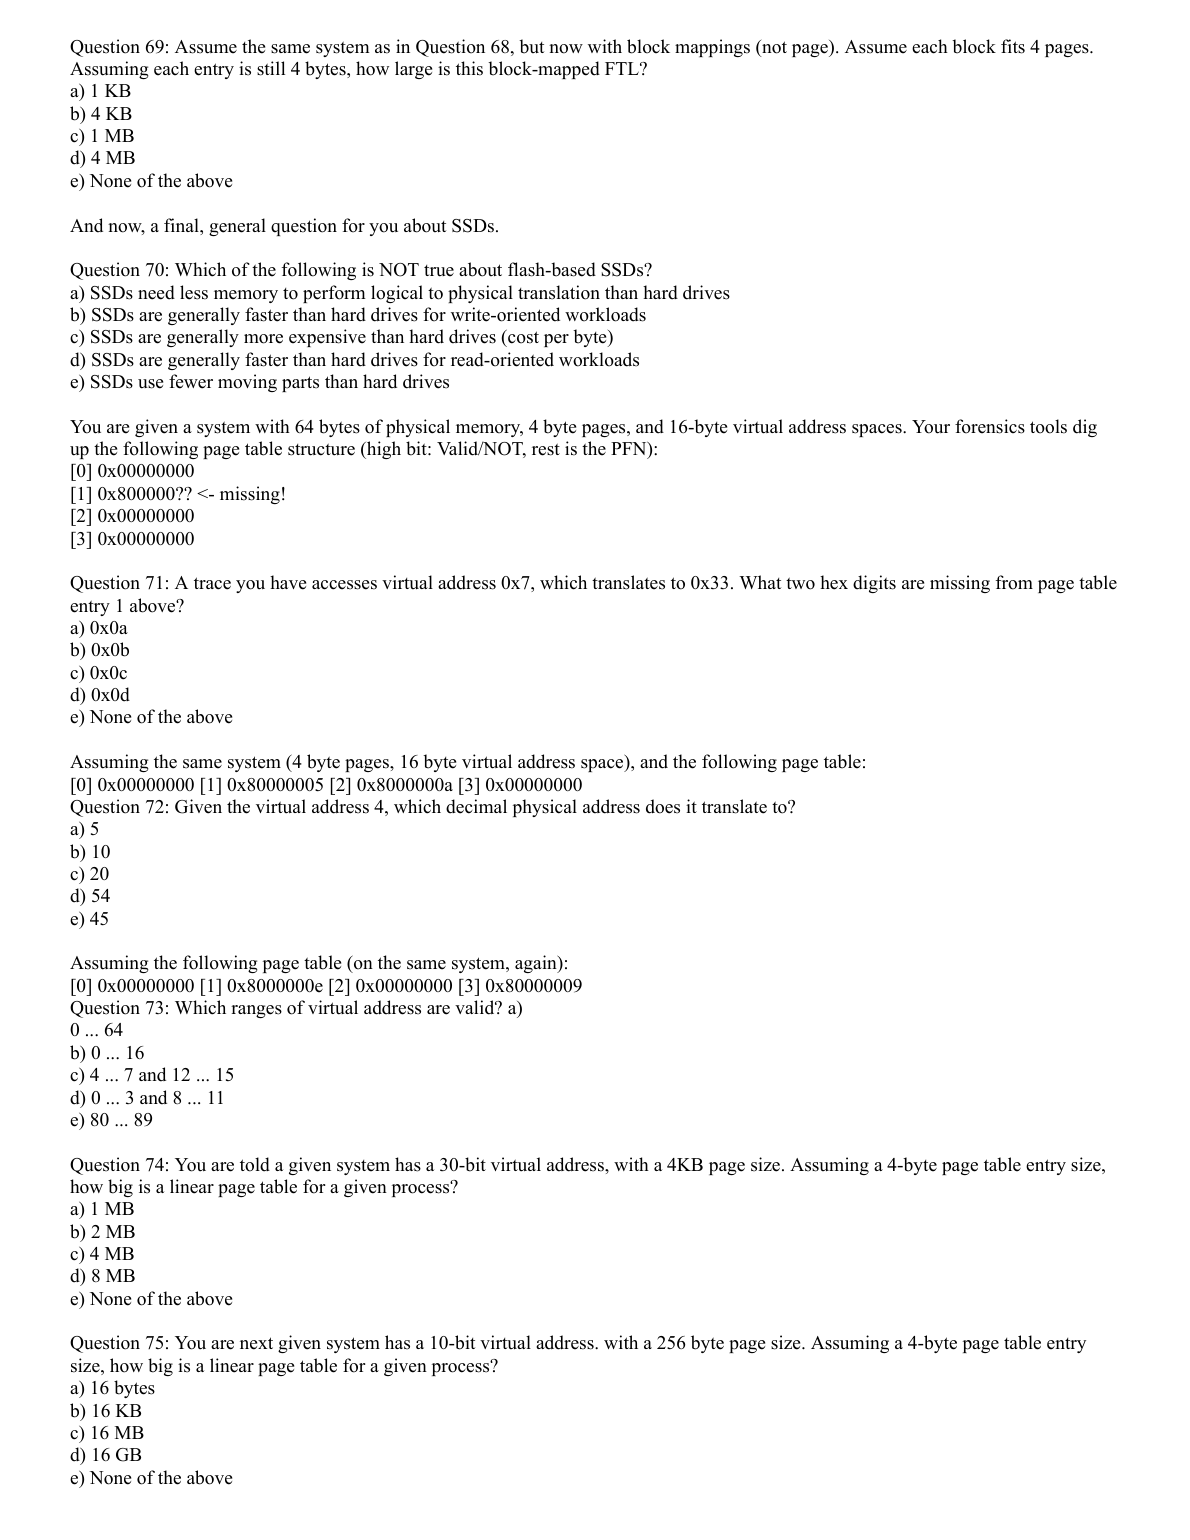 Question 69: Assume the same system as in Question 68, but now with block mappings (not page). Assume each block fits 4 pages.
Assuming each entry is still 4 bytes, how large is this block-mapped FTL?
a) 1 KB
b) 4 KB
c) 1 MB
d) 4 MB
e) None of the above
And now, a final, general question for you about SSDs.
Question 70: Which of the following is NOT true about flash-based SSDs?
a) SSDs need less memory to perform logical to physical translation than hard drives
b) SSDs are generally faster than hard drives for write-oriented workloads
c) SSDs are generally more expensive than hard drives (cost per byte)
d) SSDs are generally faster than hard drives for read-oriented workloads
e) SSDs use fewer moving parts than hard drives
You are given a system with 64 bytes of physical memory, 4 byte pages, and 16-byte virtual address spaces. Your forensics tools dig
up the following page table structure (high bit: Valid/NOT, rest is the PFN):
[0] 0x00000000
[1] 0x800000?? <- missing!
[2] 0x00000000
[3] 0x00000000
Question 71: A trace you have accesses virtual address 0x7, which translates to 0x33. What two hex digits are missing from page table
entry 1 above?
a) 0x0a
b) 0x0b
c) 0x0c
d) 0x0d
e) None of the above
Assuming the same system (4 byte pages, 16 byte virtual address space), and the following page table:
[0] 0x00000000 [1] 0x80000005 [2] 0x8000000a [3] 0x00000000
Question 72: Given the virtual address 4, which decimal physical address does it translate to?
a) 5
b) 10
c) 20
d) 54
e) 45
Assuming the following page table (on the same system, again):
[0] 0x00000000 [1] 0x8000000e [2] 0x00000000 [3] 0x80000009
Question 73: Which ranges of virtual address are valid? a)
0 ... 64
b) 0 ... 16
c) 4 ... 7 and 12 ... 15
d) 0 ... 3 and 8 ... 11
e) 80 ... 89
Question 74: You are told a given system has a 30-bit virtual address, with a 4KB page size. Assuming a 4-byte page table entry size,
how big is a linear page table for a given process?
a) 1 MB
b) 2 MB
c) 4 MB
d) 8 MB
e) None of the above
Question 75: You are next given system has a 10-bit virtual address. with a 256 byte page size. Assuming a 4-byte page table entry
size, how big is a linear page table for a given process?
a) 16 bytes
b) 16 KB
c) 16 MB
d) 16 GB
e) None of the above